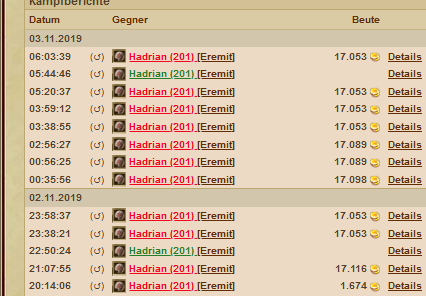 Kampfberichte
Datum Gegner Beute
03.11.2019
06:03:39 (↺) Hadrian (201) [Eremit] 17.053 Details
05:44:46 (↺) Hadrian (201) [Eremit] Details
05:20:37 (↺) Hadrian (201) [Eremit] 17.053 Details
03:59:12 (↺) Hadrian (201) [Eremit] 17.053 Details
03:38:55 (↺) Hadrian (201) [Eremit] 17.053 Details
02:56:27 (↺) Hadrian (201) [Eremit] 17.089 Details
00:56:25 (↺) Hadrian (201) [Eremit] 17.089 Details
00:35:56 (↺) Hadrian (201) [Eremit] 17.098 Details
02.11.2019
23:58:37 (↺) Hadrian (201) [Eremit] 17.053 Details
23:38:21 (↺) Hadrian (201) [Eremit] 17.053 Details
22:50:24 (↺) Hadrian (201) [Eremit] Details
21:07:55 (↺) Hadrian (201) [Eremit] 17.116 Details
20:14:06 (↺) Hadrian (201) [Eremit] 1.674 Details